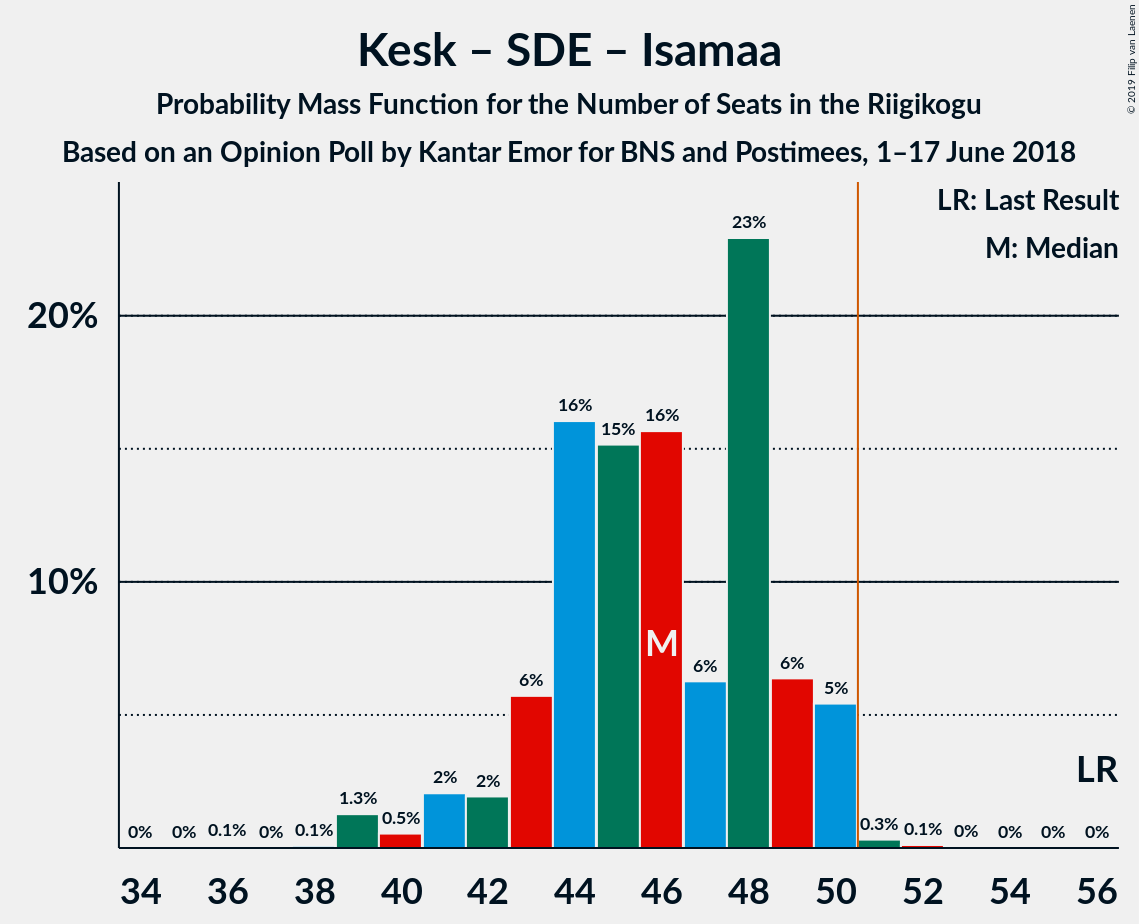 Kesk – SDE – Isamaa
Probability Mass Function for the Number of Seats in the Riigikogu
Based on an Opinion Poll by Kantar Emor for BNS and Postimees, 1–17 June 2018
© 2019 Filip van Laenen
LR: Last Result
M: Median
20%
10%
0% 0% 0.1% 0% 0.1% 1.3% 0.5% 2% 2% 6% 16% 15% 16% 6% 23% 6% 5% 0.3% 0.1% 0% 0% 0% 0%
M
LR
34 36 38 40 42 44 46 48 50 52 54 56